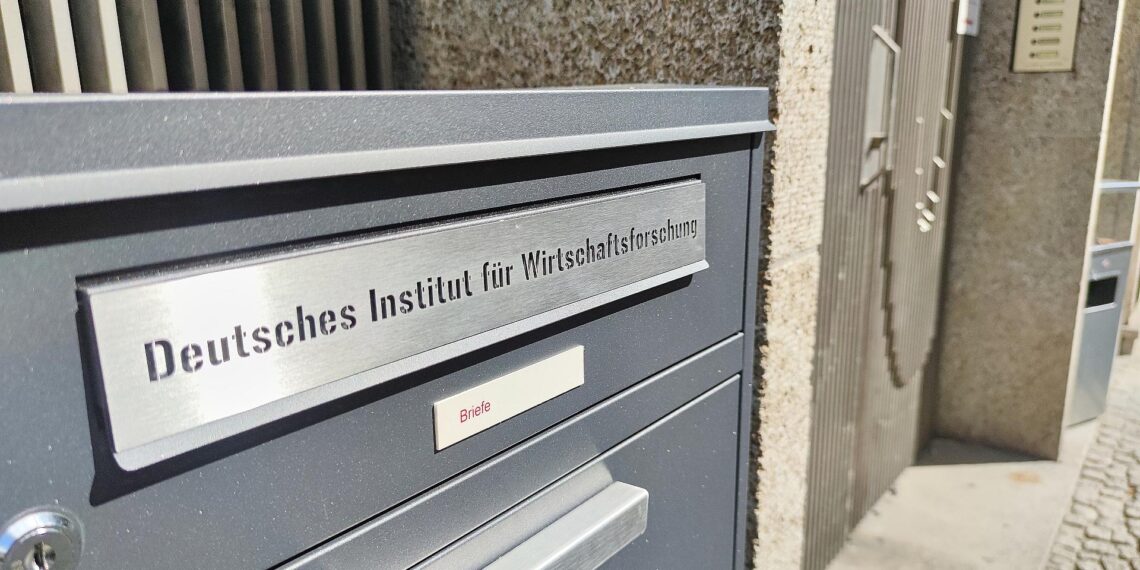 Deutsches Institut für Wirtschaftsforschung
Briefe